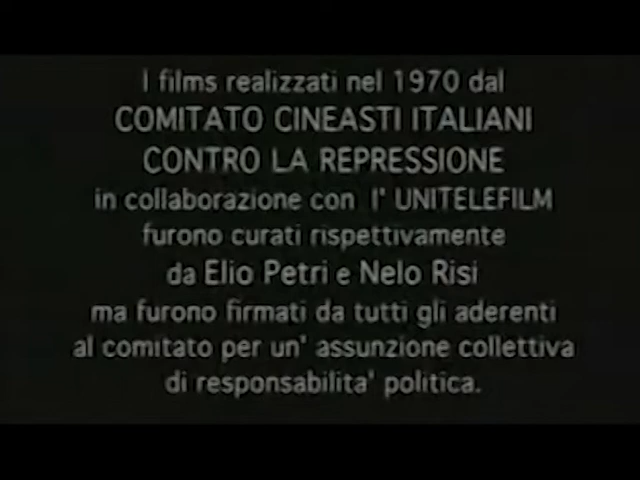 I films realizzati nel 1970 dal
COMITATO CINEASTI ITALIANI
CONTRO LA REPRESSIONE
in collaborazione con l' UNITELEFILM
furono curati rispettivamente
da Elio Petri e Nelo Risi
ma furono firmati da tutti gli aderenti
al comitato per un' assunzione collettiva
di responsabilita' politica.